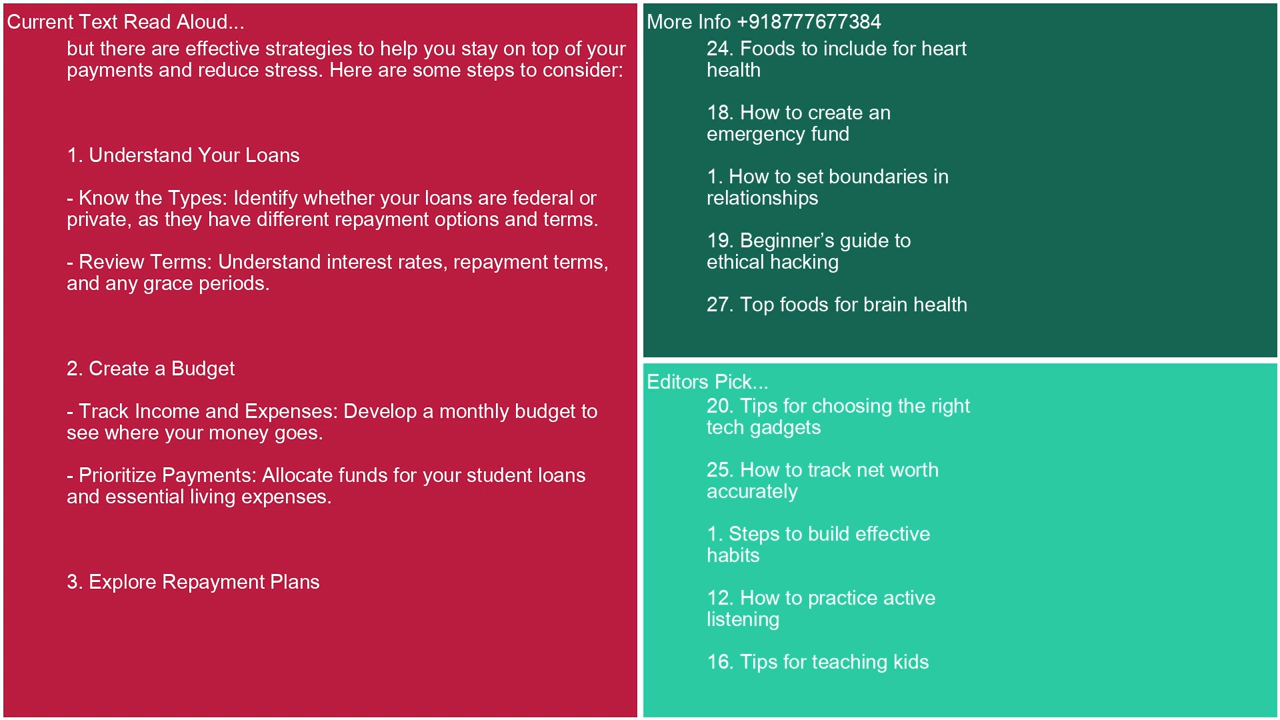 Current Text Read Aloud...
but there are effective strategies to help you stay on top of your
payments and reduce stress. Here are some steps to consider:
1. Understand Your Loans
- Know the Types: Identify whether your loans are federal or
private, as they have different repayment options and terms.
- Review Terms: Understand interest rates, repayment terms,
and any grace periods.
2. Create a Budget
- Track Income and Expenses: Develop a monthly budget to
see where your money goes.
- Prioritize Payments: Allocate funds for your student loans
and essential living expenses.
3. Explore Repayment Plans
More Info +918777677384
24. Foods to include for heart
health
18. How to create an
emergency fund
1. How to set boundaries in
relationships
19. Beginner’s guide to
ethical hacking
27. Top foods for brain health
Editors Pick...
20. Tips for choosing the right
tech gadgets
25. How to track net worth
accurately
1. Steps to build effective
habits
12. How to practice active
listening
16. Tips for teaching kids